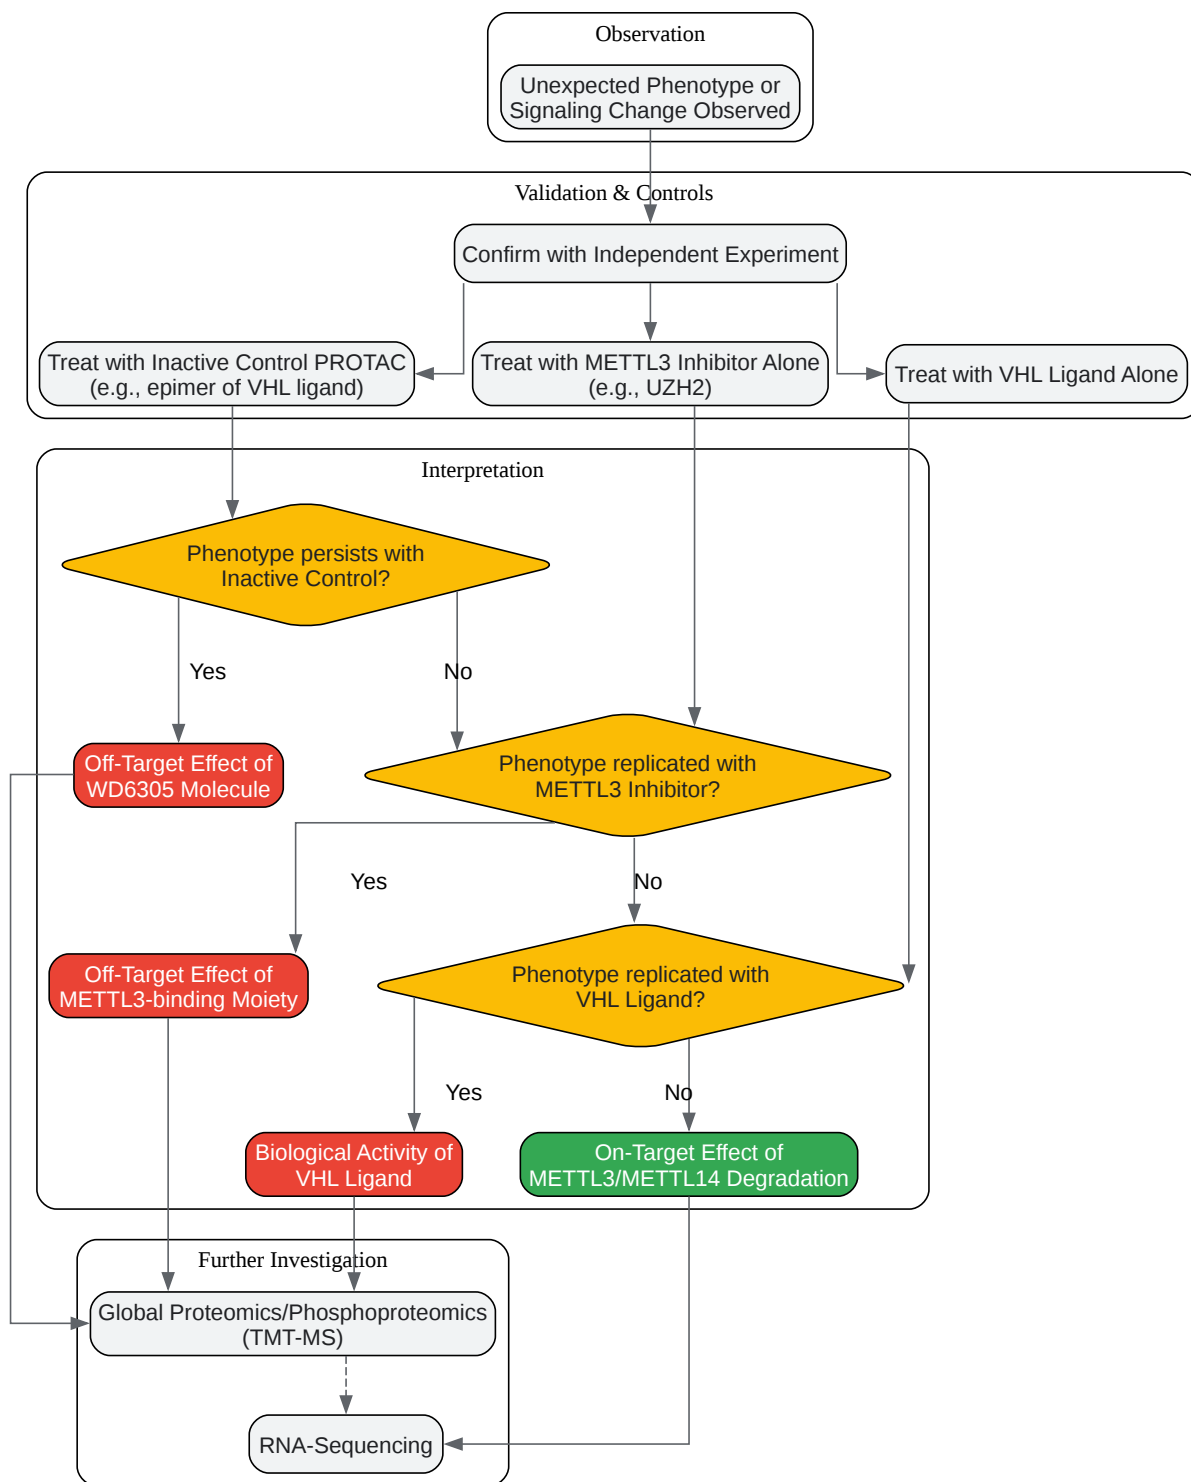 Observation
Unexpected Phenotype or
Signaling Change Observed
Validation & Controls
Confirm with Independent Experiment
Treat with Inactive Control PROTAC
(e.g., epimer of VHL ligand)
Treat with METTL3 Inhibitor Alone
(e.g., UZH2)
Treat with VHL Ligand Alone
Interpretation
Phenotype persists with
Inactive Control?
Yes
No
Off-Target Effect of
WD6305 Molecule
Phenotype replicated with
METTL3 Inhibitor?
Yes
No
Off-Target Effect of
METTL3-binding Moiety
Phenotype replicated with
VHL Ligand?
Yes
No
Biological Activity of
VHL Ligand
On-Target Effect of
METTL3/METTL14 Degradation
Further Investigation
Global Proteomics/Phosphoproteomics
(TMT-MS)
RNA-Sequencing